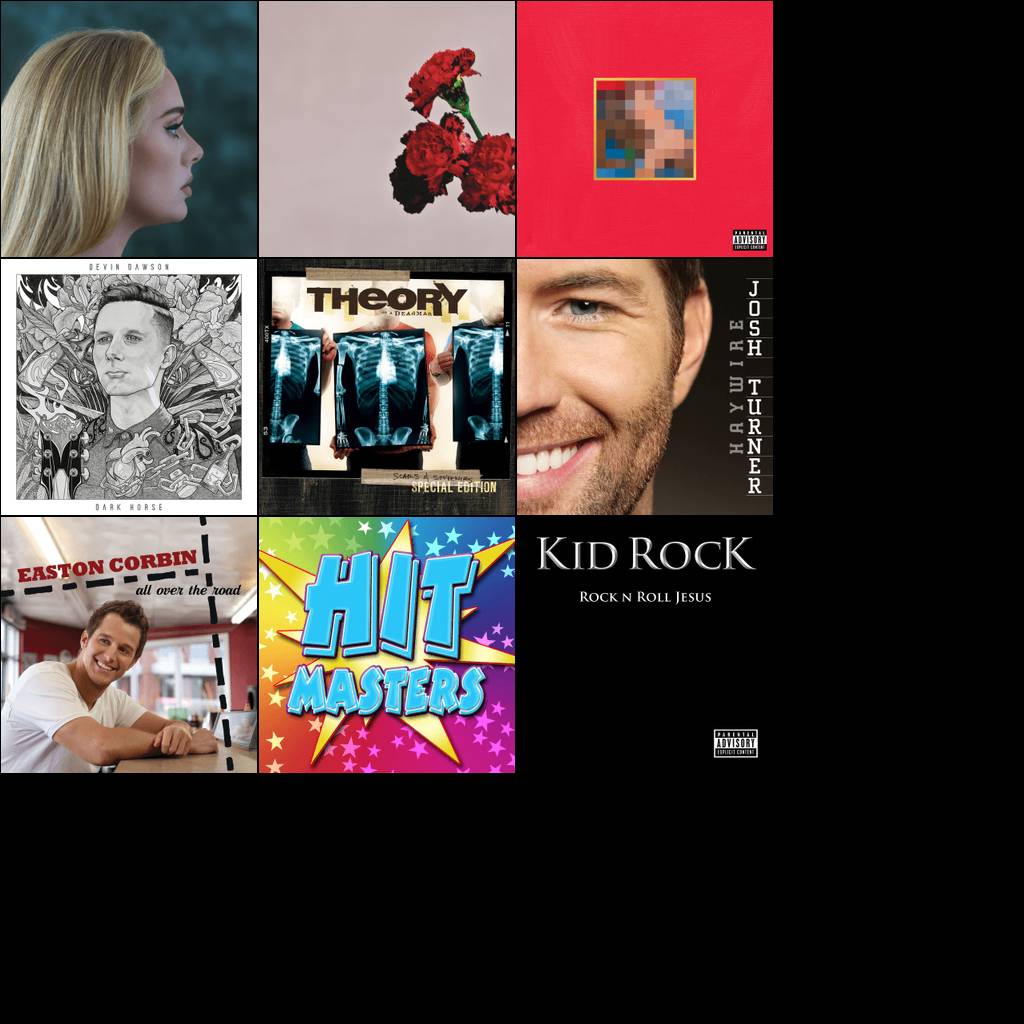 PARENTAL
ADVISORY
EXPLICIT CONTENT
DEVIN DAWSON
DARK HORSE
THEORY
OF A DEADMAN
SCARS & SOUVENIRS
SPECIAL EDITION
JOSH TURNER
HAYWIRE
EASTON CORBIN
all over the road
HIT
MASTERS
KID ROCK
ROCK N ROLL JESUS
PARENTAL
ADVISORY
EXPLICIT CONTENT